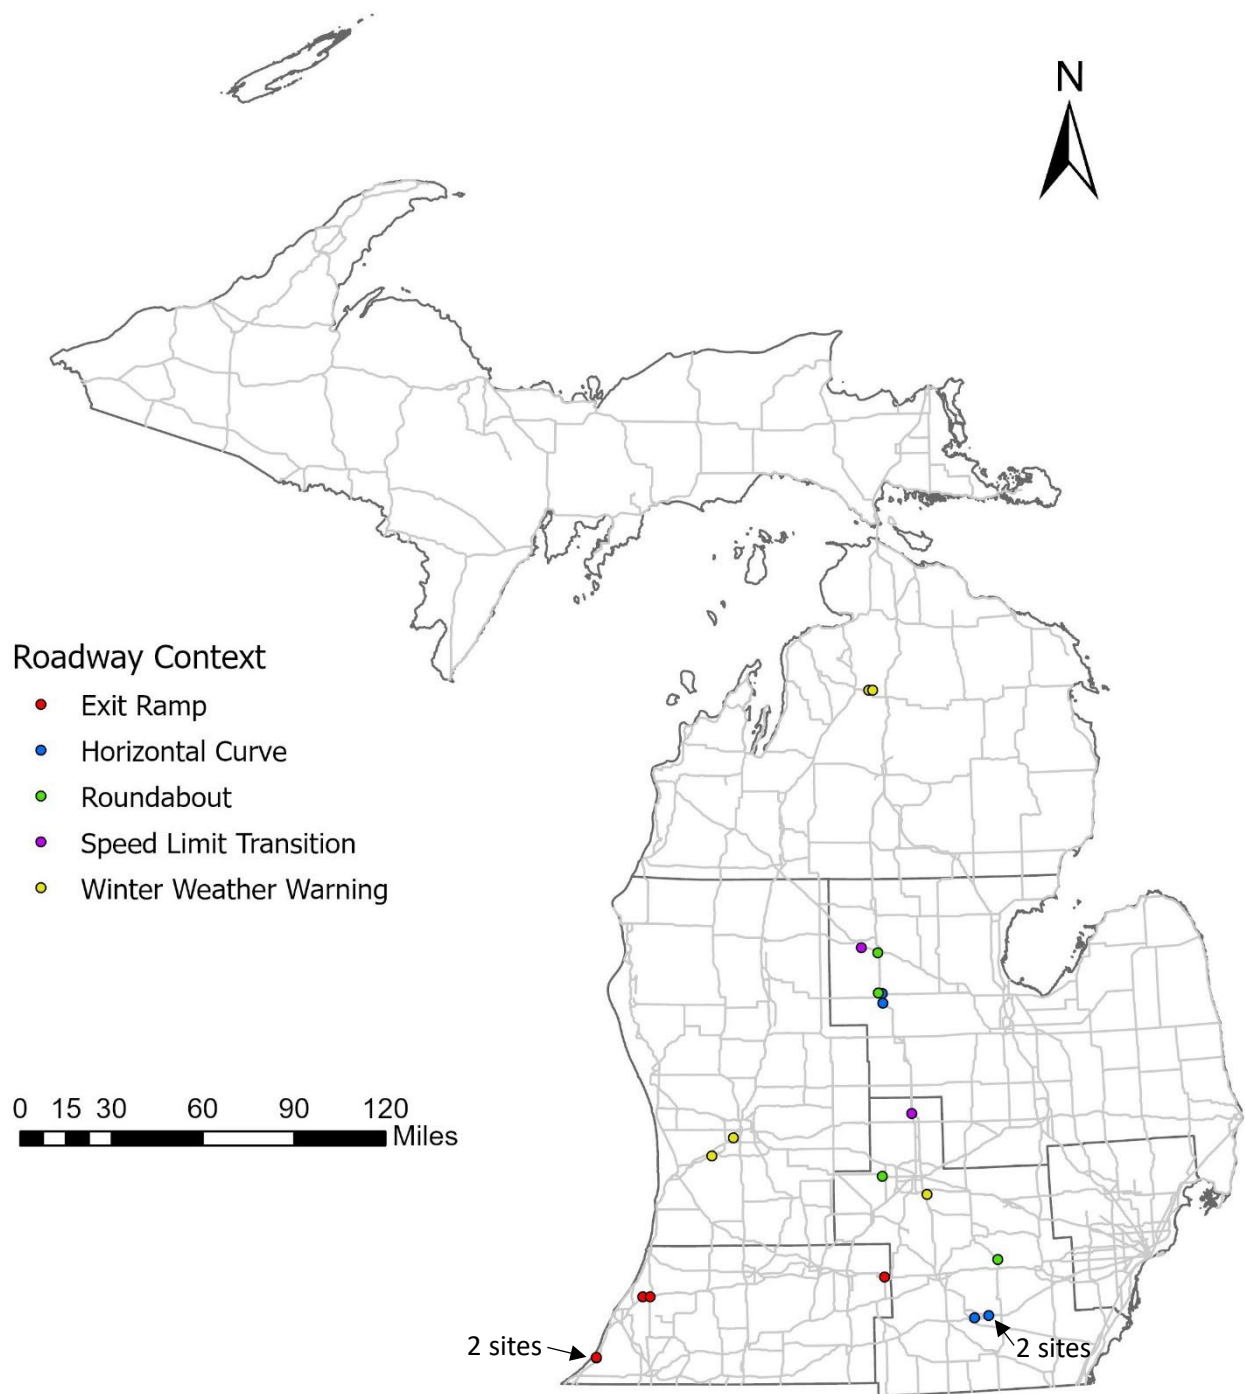 N
Roadway Context
Exit Ramp
Horizontal Curve
Roundabout
Speed Limit Transition
Winter Weather Warning
0 15 30 60 90 120
Miles
2 sites
2 sites